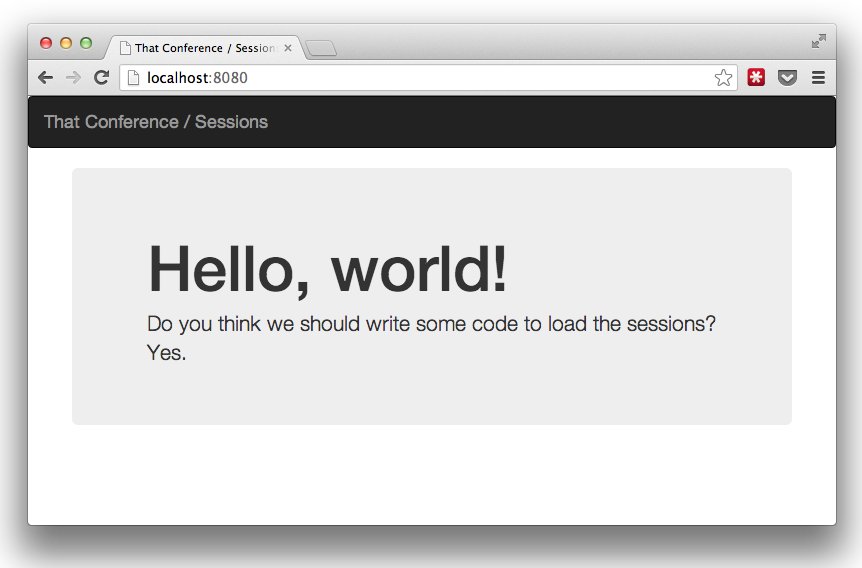 That Conference / Session
localhost:8080
That Conference / Sessions
Hello, world!
Do you think we should write some code to load the sessions?
Yes.